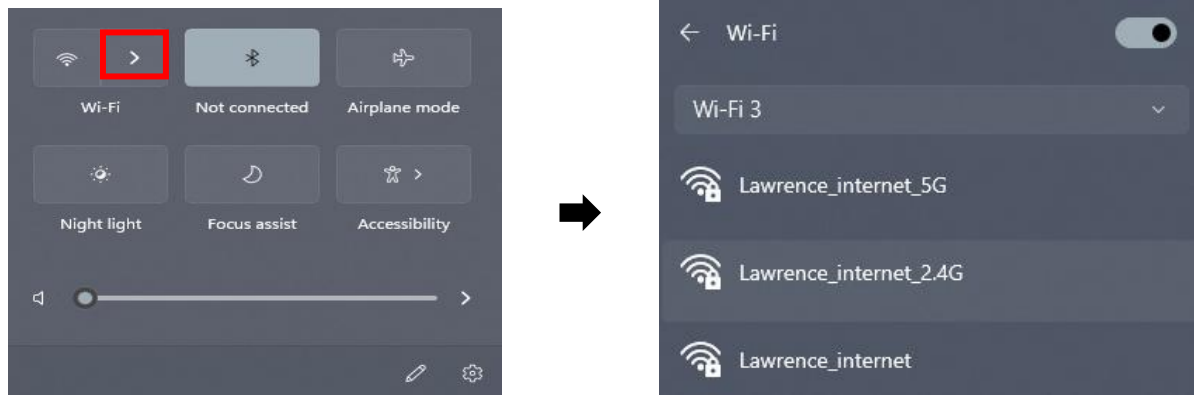 Wi-Fi
Not connected
Airplane mode
Night light
Focus assist
Accessibility
Wi-Fi
Wi-Fi 3
Lawrence_internet_5G
Lawrence_internet_2.4G
Lawrence_internet